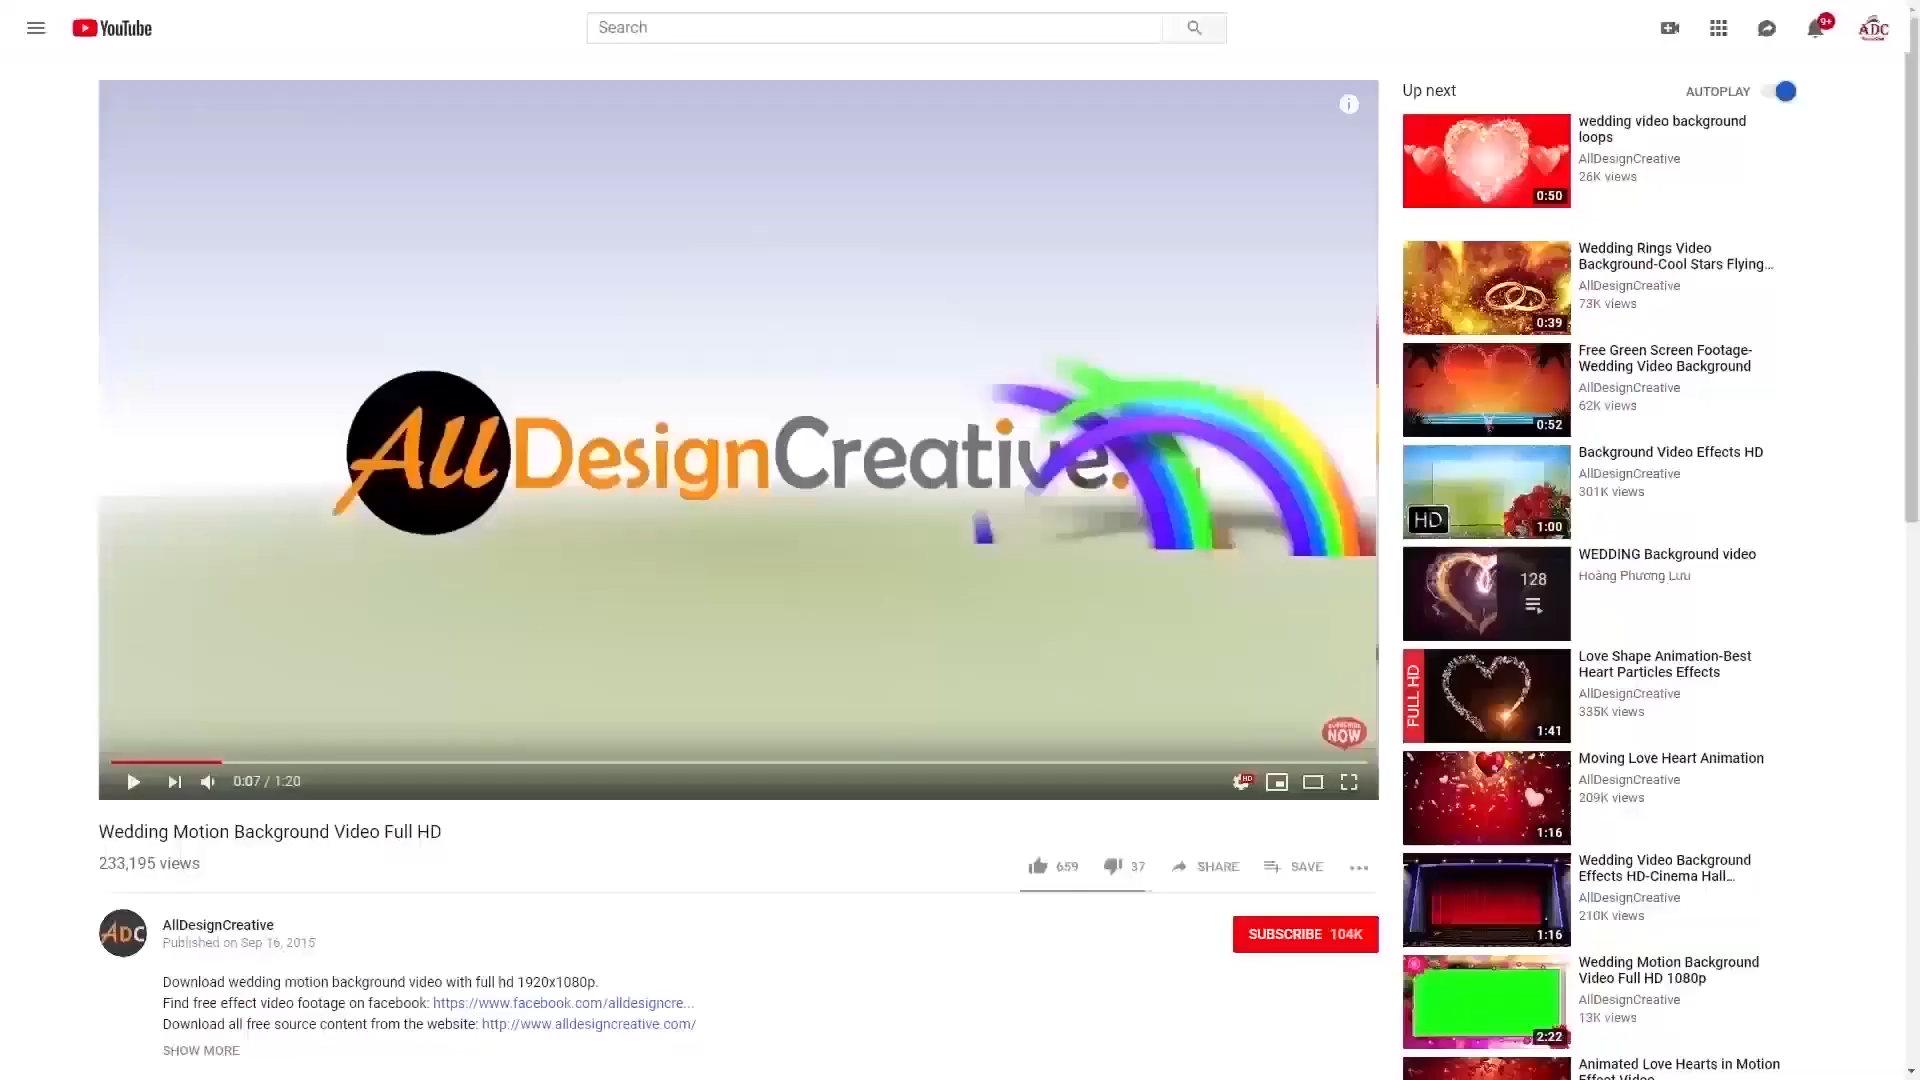 YouTube
Search
9+
ADC
AllDesignCreative.
SUBSCRIBE
NOW
0:07 / 1:20
HD
Wedding Motion Background Video Full HD
233,195 views
659
37
SHARE
SAVE
ADC
AllDesignCreative
Published on Sep 16, 2015
SUBSCRIBE 104K
Download wedding motion background video with full hd 1920x1080p.
Find free effect video footage on facebook: https://www.facebook.com/alldesigncre...
Download all free source content from the website: http://www.alldesigncreative.com/
SHOW MORE
Up next
AUTOPLAY
0:50
wedding video background
loops
AllDesignCreative
26K views
0:39
Wedding Rings Video
Background-Cool Stars Flying...
AllDesignCreative
73K views
0:52
Free Green Screen Footage-
Wedding Video Background
AllDesignCreative
62K views
HD
1:00
Background Video Effects HD
AllDesignCreative
301K views
128
WEDDING Background video
Hoàng Phương Lưu
FULL HD
1:41
Love Shape Animation-Best
Heart Particles Effects
AllDesignCreative
335K views
1:16
Moving Love Heart Animation
AllDesignCreative
209K views
1:16
Wedding Video Background
Effects HD-Cinema Hall...
AllDesignCreative
210K views
2:22
Wedding Motion Background
Video Full HD 1080p
AllDesignCreative
13K views
Animated Love Hearts in Motion
Effect Video